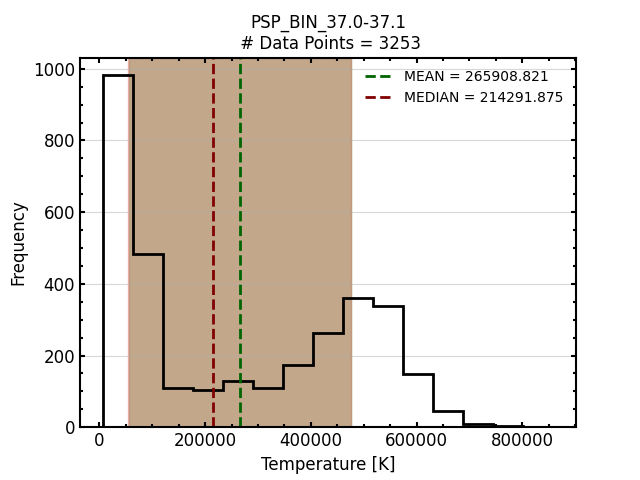 PSP_BIN_37.0-37.1
# Data Points = 3253
MEAN = 265908.821
MEDIAN = 214291.875
1000
800
600
400
200
0
Frequency
0 200000 400000 600000 800000
Temperature [K]